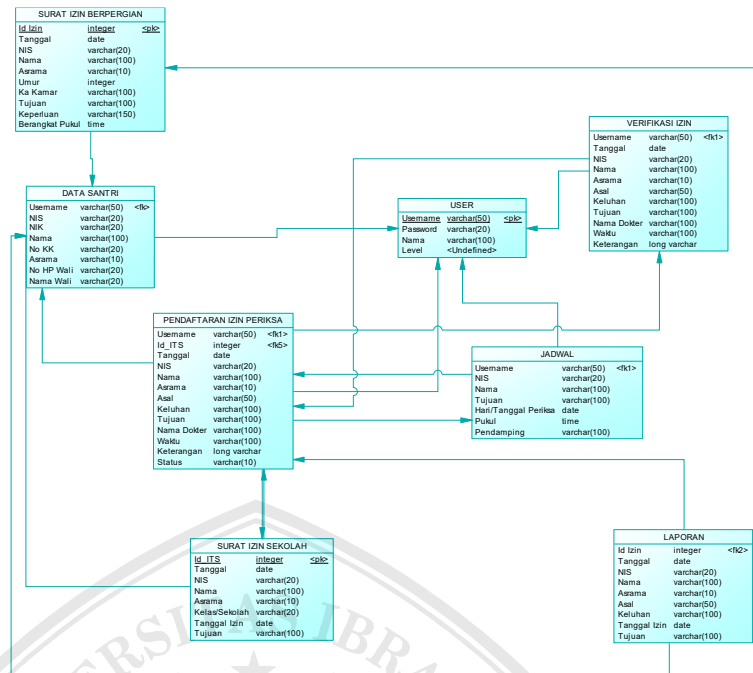 SURAT IZIN BERPERGIAN
Id Izin integer <pk>
Tanggal date
NIS varchar(20)
Nama varchar(100)
Asrama varchar(10)
Umur integer
Ka Kamar varchar(100)
Tujuan varchar(100)
Keperluan varchar(150)
Berangkat Pukul time
VERIFIKASI IZIN
Username varchar(50) <fk1>
Tanggal date
NIS varchar(20)
Nama varchar(100)
Asrama varchar(10)
Asal varchar(50)
Keluhan varchar(100)
Tujuan varchar(100)
Nama Dokter varchar(100)
Waktu varchar(100)
Keterangan long varchar
DATA SANTRI
Username varchar(50) <fk>
NIS varchar(20)
NIK varchar(20)
Nama varchar(100)
No KK varchar(20)
Asrama varchar(10)
No HP Wali varchar(20)
Nama Wali varchar(20)
USER
Username varchar(50) <pk>
Password varchar(20)
Nama varchar(100)
Level <Undefined>
PENDAFTARAN IZIN PERIKSA
Username varchar(50) <fk1>
Id_ITS integer <fk5>
Tanggal date
NIS varchar(20)
Nama varchar(100)
Asrama varchar(10)
Asal varchar(50)
Keluhan varchar(100)
Tujuan varchar(100)
Nama Dokter varchar(100)
Waktu varchar(100)
Keterangan long varchar
Status varchar(10)
JADWAL
Username varchar(50) <fk1>
NIS varchar(20)
Nama varchar(100)
Tujuan varchar(100)
Hari/Tanggal Periksa date
Pukul time
Pendamping varchar(100)
SURAT IZIN SEKOLAH
Id_ITS integer <pk>
Tanggal date
NIS varchar(20)
Nama varchar(100)
Asrama varchar(10)
Kelas/Sekolah varchar(20)
Tanggal Izin date
Tujuan varchar(100)
LAPORAN
Id Izin integer <fk2>
Tanggal date
NIS varchar(20)
Nama varchar(100)
Asrama varchar(10)
Asal varchar(50)
Keluhan varchar(100)
Tanggal Izin date
Tujuan varchar(100)